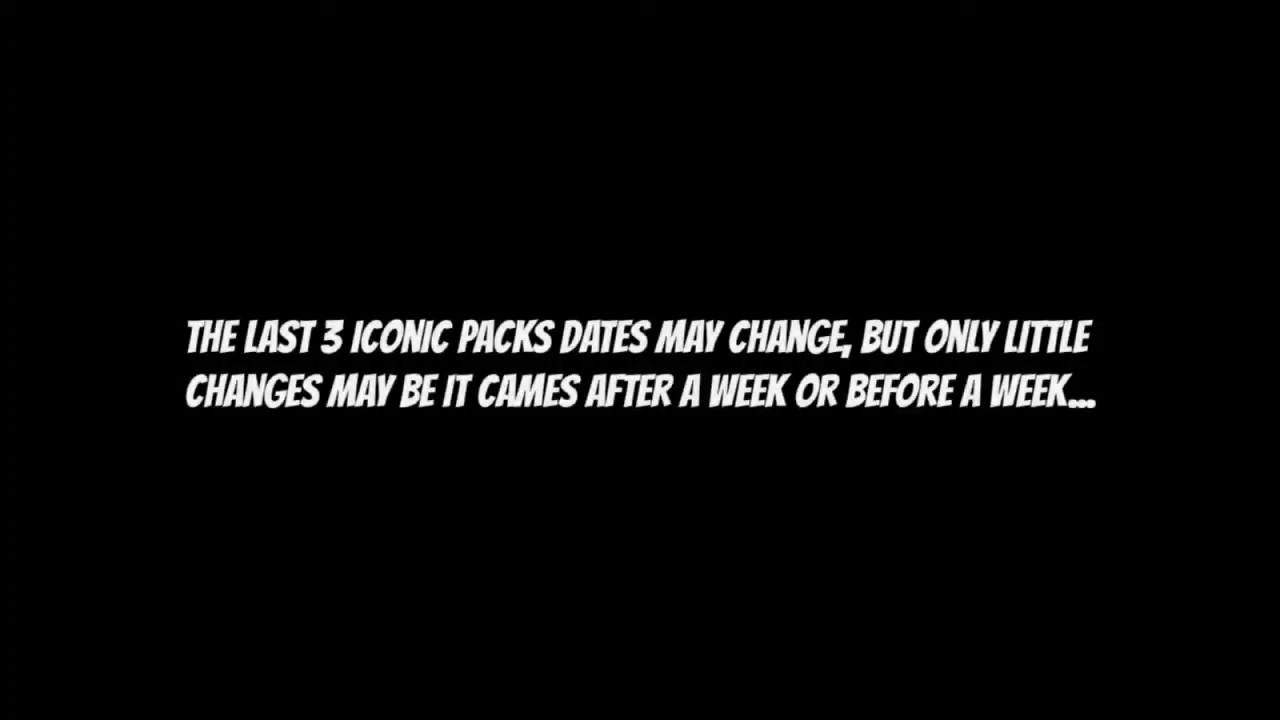 THE LAST 3 ICONIC PACKS DATES MAY CHANGE, BUT ONLY LITTLE
CHANGES MAY BE IT CAMES AFTER A WEEK OR BEFORE A WEEK...